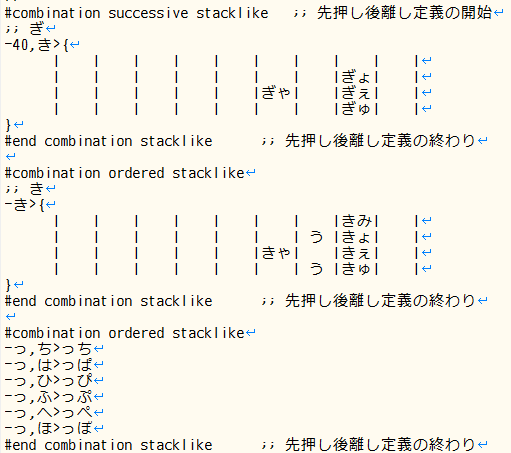 #combination successive stacklike   ;; 先押し後離し定義の開始↵
;; ぎ↵
-40,き>{↵
      |    |    |    |    |    |    |    |    |    |↵
      |    |    |    |    |    |    |    |ぎょ|    |↵
      |    |    |    |    |    |ぎゃ|    |ぎぇ|    |↵
      |    |    |    |    |    |    |    |ぎゅ|    |↵
}↵
#end combination stacklike      ;; 先押し後離し定義の終わり↵
↵
#combination ordered stacklike↵
;; き↵
-き>{↵
      |    |    |    |    |    |    |    |きみ|    |↵
      |    |    |    |    |    |    | う |きょ|    |↵
      |    |    |    |    |    |きゃ|    |きぇ|    |↵
      |    |    |    |    |    |    | う |きゅ|    |↵
}↵
#end combination stacklike      ;; 先押し後離し定義の終わり↵
↵
#combination ordered stacklike↵
-っ,ち>っち↵
-っ,は>っぱ↵
-っ,ひ>っぴ↵
-っ,ふ>っぷ↵
-っ,へ>っぺ↵
-っ,ほ>っぼ↵
#end combination stacklike      ;; 先押し後離し定義の終わり↵